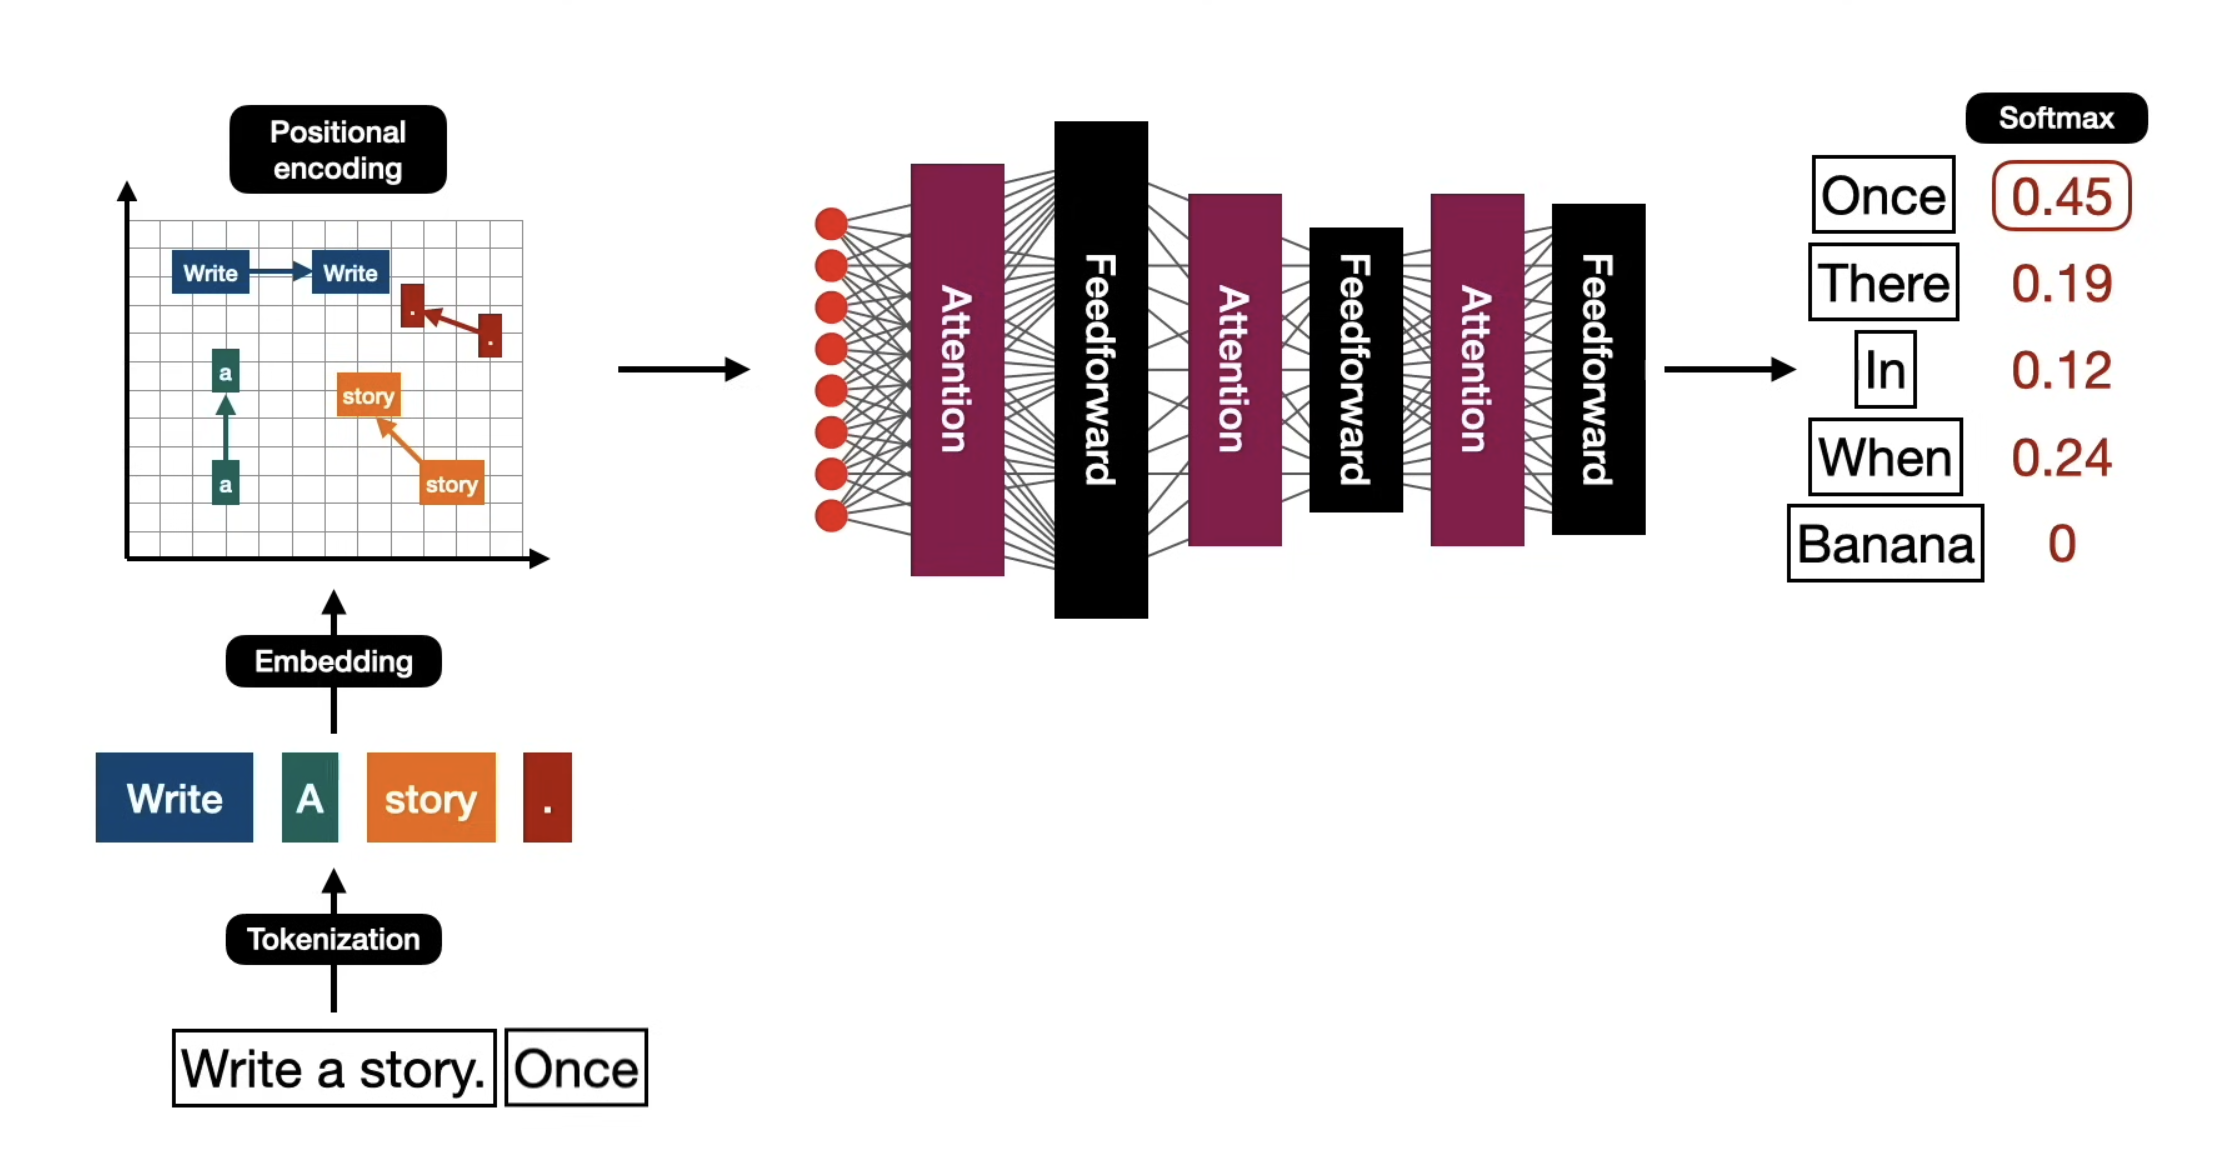 Positional
encoding
Write Write
.
.
a
story
a
story
Embedding
Write A story .
Tokenization
Write a story. Once
Attention
Feedforward
Attention
Feedforward
Attention
Feedforward
Softmax
Once 0.45
There 0.19
In 0.12
When 0.24
Banana 0